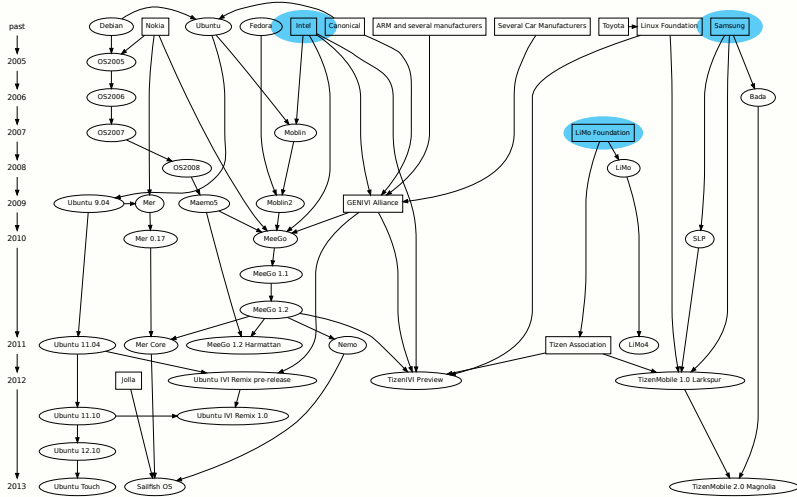 past
Debian
Nokia
Ubuntu
Fedora
Intel
Canonical
ARM and several manufacturers
Several Car Manufacturers
Toyota
Linux Foundation
Samsung
2005
OS2005
2006
OS2006
Bada
2007
OS2007
Moblin
LiMo Foundation
2008
OS2008
LiMo
2009
Ubuntu 9.04
Mer
Maemo5
Moblin2
GENIVI Alliance
2010
Mer 0.17
MeeGo
SLP
MeeGo 1.1
MeeGo 1.2
2011
Ubuntu 11.04
Mer Core
MeeGo 1.2 Harmattan
Nemo
Tizen Association
LiMo4
2012
Jolla
Ubuntu IVI Remix pre-release
TizenIVI Preview
TizenMobile 1.0 Larkspur
Ubuntu 11.10
Ubuntu IVI Remix 1.0
Ubuntu 12.10
2013
Ubuntu Touch
Sailfish OS
TizenMobile 2.0 Magnolia